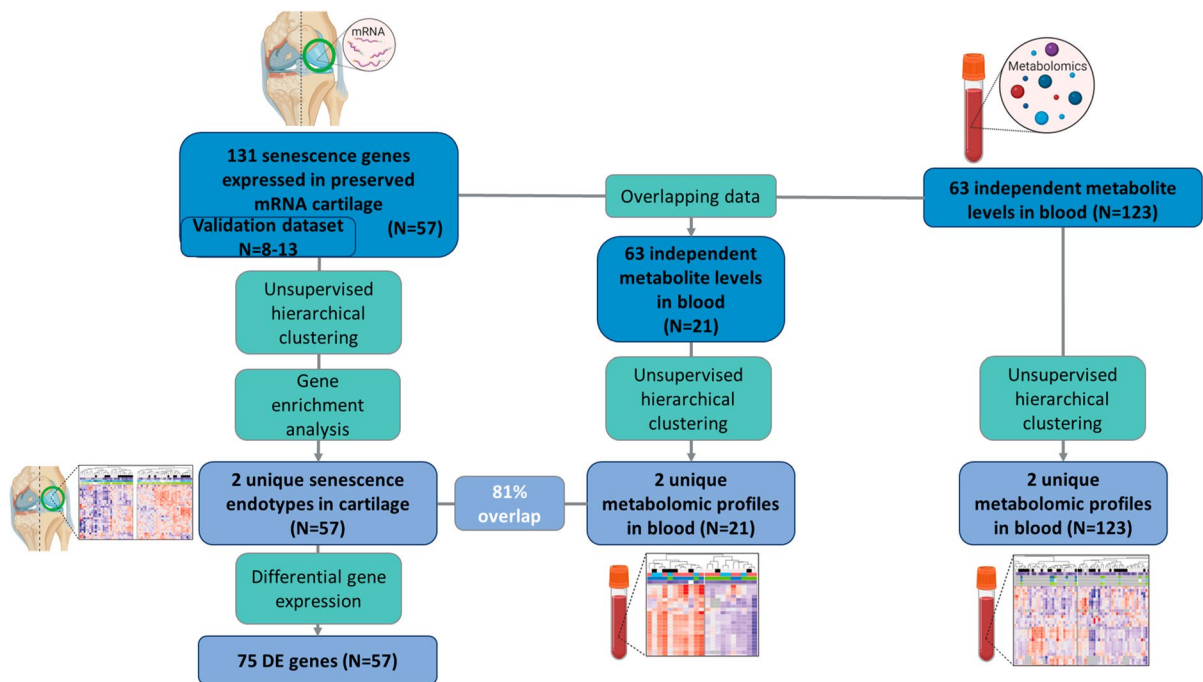 mRNA
Metabolomics
131 senescence genes
expressed in preserved
mRNA cartilage
(N=57)
Validation dataset
N=8-13
Overlapping data
63 independent metabolite
levels in blood (N=123)
63 independent
metabolite levels
in blood
(N=21)
Unsupervised
hierarchical
clustering
Gene
enrichment
analysis
Unsupervised
hierarchical
clustering
Unsupervised
hierarchical
clustering
2 unique senescence
endotypes in cartilage
(N=57)
81%
overlap
2 unique
metabolomic profiles
in blood (N=21)
2 unique
metabolomic profiles
in blood (N=123)
Differential gene
expression
75 DE genes (N=57)